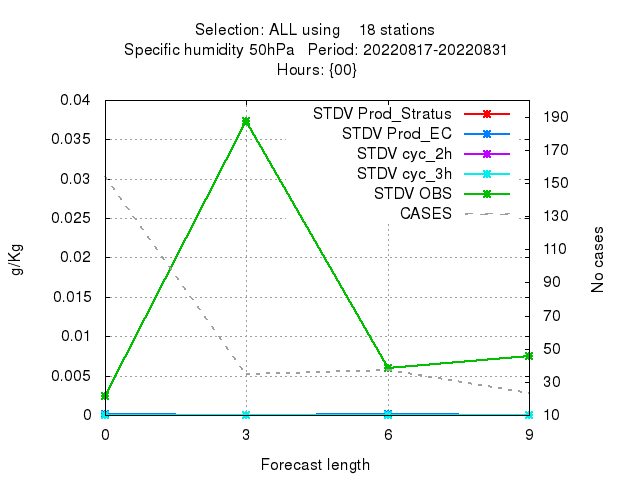 Selection: ALL using 18 stations
Specific humidity 50hPa Period: 20220817-20220831
Hours: {00}
0.04
0.035
0.03
0.025
0.02
0.015
0.01
0.005
0
g/Kg
STDV Prod_Stratus
STDV Prod_EC
STDV cyc_2h
STDV cyc_3h
STDV OBS
CASES
190
170
150
130
110
90
70
50
30
10
No cases
0 3 6 9
Forecast length